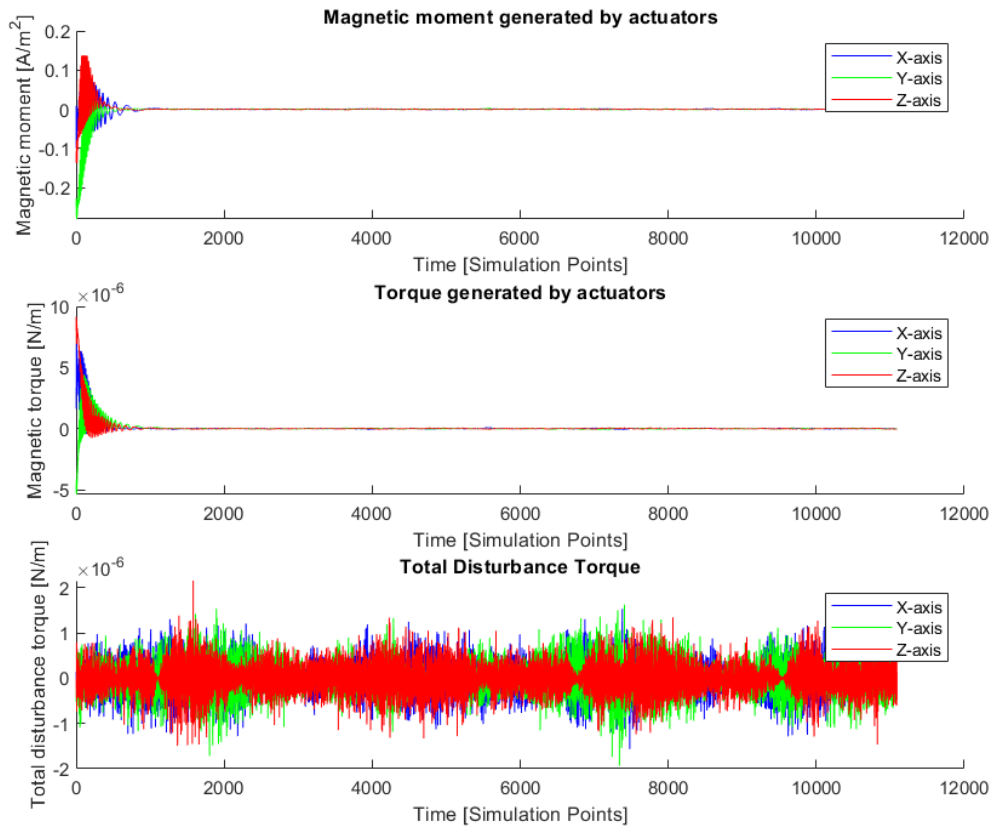 Magnetic moment generated by actuators
Magnetic moment [A/m²]
0.2
0.1
0
-0.1
-0.2
X-axis
Y-axis
Z-axis
0 2000 4000 6000 8000 10000 12000
Time [Simulation Points]
×10⁻⁶
Torque generated by actuators
Magnetic torque [N/m]
10
5
0
-5
X-axis
Y-axis
Z-axis
0 2000 4000 6000 8000 10000 12000
Time [Simulation Points]
×10⁻⁶
Total Disturbance Torque
Total disturbance torque [N/m]
2
1
0
-1
-2
X-axis
Y-axis
Z-axis
0 2000 4000 6000 8000 10000 12000
Time [Simulation Points]